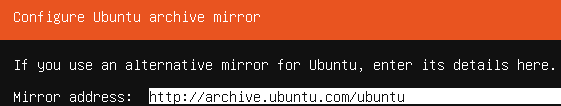 Configure Ubuntu archive mirror
If you use an alternative mirror for Ubuntu, enter its details here.
Mirror address: http://archive.ubuntu.com/ubuntu